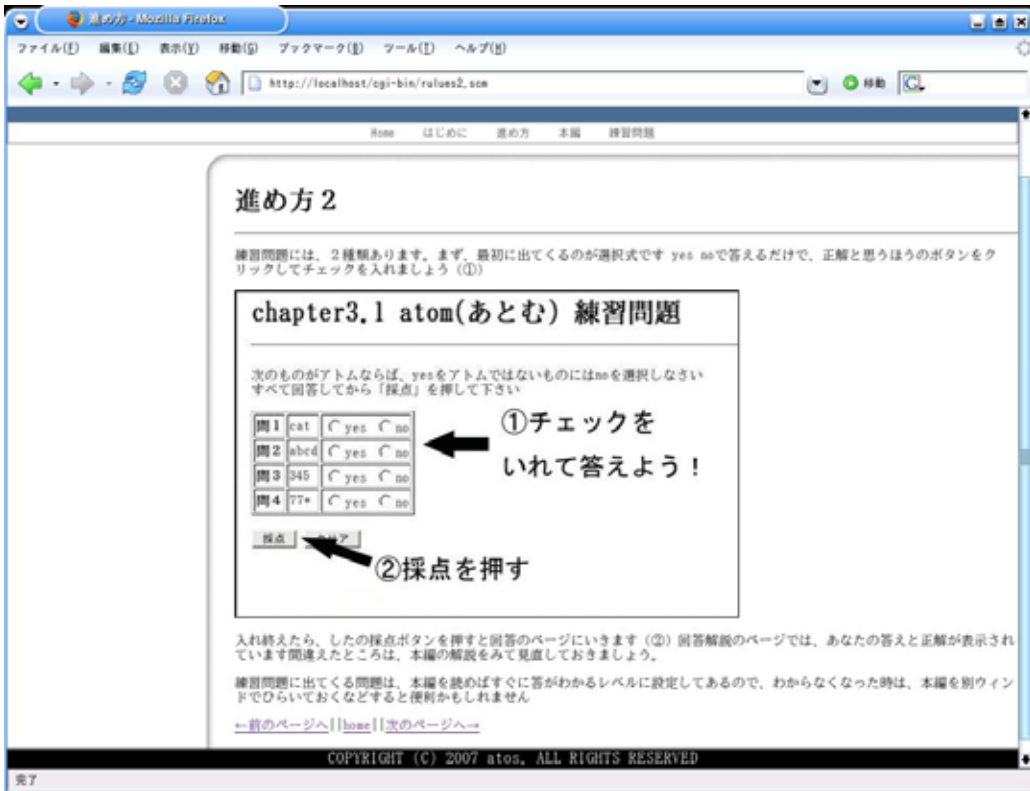 進め方 - Mozilla Firefox
ファイル(F) 編集(E) 表示(V) 移動(G) ブックマーク(B) ツール(T) ヘルプ(H)
http://localhost/cgi-bin/rulues2.scm 移動
Home はじめに 進め方 本編 練習問題
進め方２
練習問題には、２種類あります。まず、最初に出てくるのが選択式です yes noで答えるだけで、正解と思うほうのボタンをク
リックしてチェックを入れましょう（①）
chapter3.1 atom(あとむ) 練習問題
次のものがアトムならば、yesをアトムではないものにはnoを選択しなさい
すべて回答してから「採点」を押して下さい
問1 cat yes no
問2 abcd yes no
問3 345 yes no
問4 77* yes no
①チェックを
いれて答えよう！
採点
②採点を押す
入れ終えたら、したの採点ボタンを押すと回答のページにいきます（②）回答解説のページでは、あなたの答えと正解が表示され
ています間違えたところは、本編の解説をみて見直しておきましょう。
練習問題に出てくる問題は、本編を読めばすぐに答がわかるレベルに設定してあるので、わからなくなった時は、本編を別ウィン
ドでひらいておくなどすると便利かもしれません
←前のページへ||home||次のページへ→
COPYRIGHT (C) 2007 atos, ALL RIGHTS RESERVED
完了